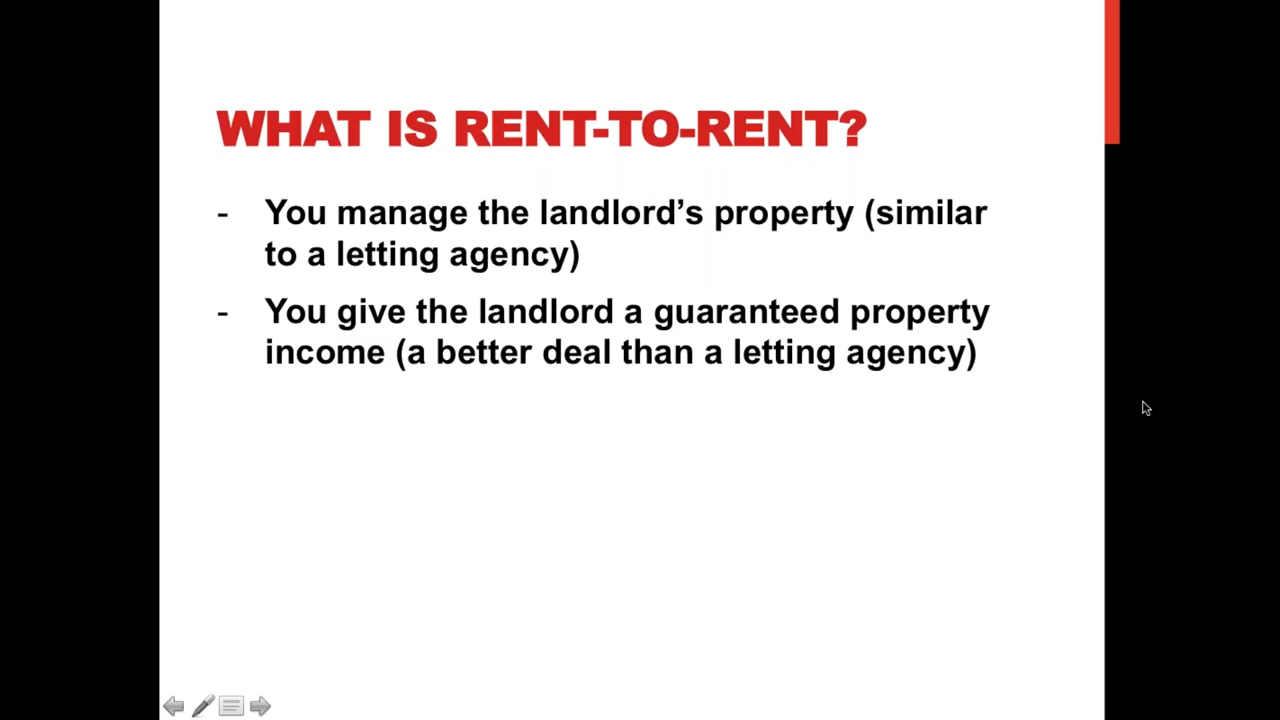 WHAT IS RENT-TO-RENT?
- You manage the landlord’s property (similar
to a letting agency)
- You give the landlord a guaranteed property
income (a better deal than a letting agency)